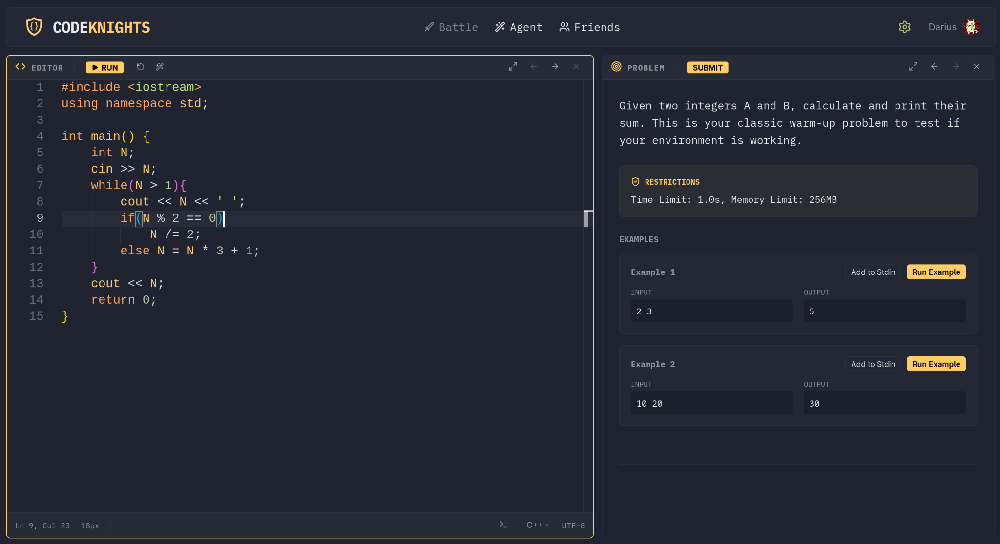 CODEKNIGHTS
Battle
Agent
Friends
Darius
EDITOR
RUN
1 #include <iostream>
2 using namespace std;
3
4 int main() {
5     int N;
6     cin >> N;
7     while(N > 1){
8         cout << N << ' ';
9         if(N % 2 == 0)
10             N /= 2;
11         else N = N * 3 + 1;
12     }
13     cout << N;
14     return 0;
15 }
Ln 9, Col 23
18px
C++
UTF-8
PROBLEM
SUBMIT
Given two integers A and B, calculate and print their
sum. This is your classic warm-up problem to test if
your environment is working.
RESTRICTIONS
Time Limit: 1.0s, Memory Limit: 256MB
EXAMPLES
Example 1
Add to Stdin
Run Example
INPUT
OUTPUT
2 3
5
Example 2
Add to Stdin
Run Example
INPUT
OUTPUT
10 20
30